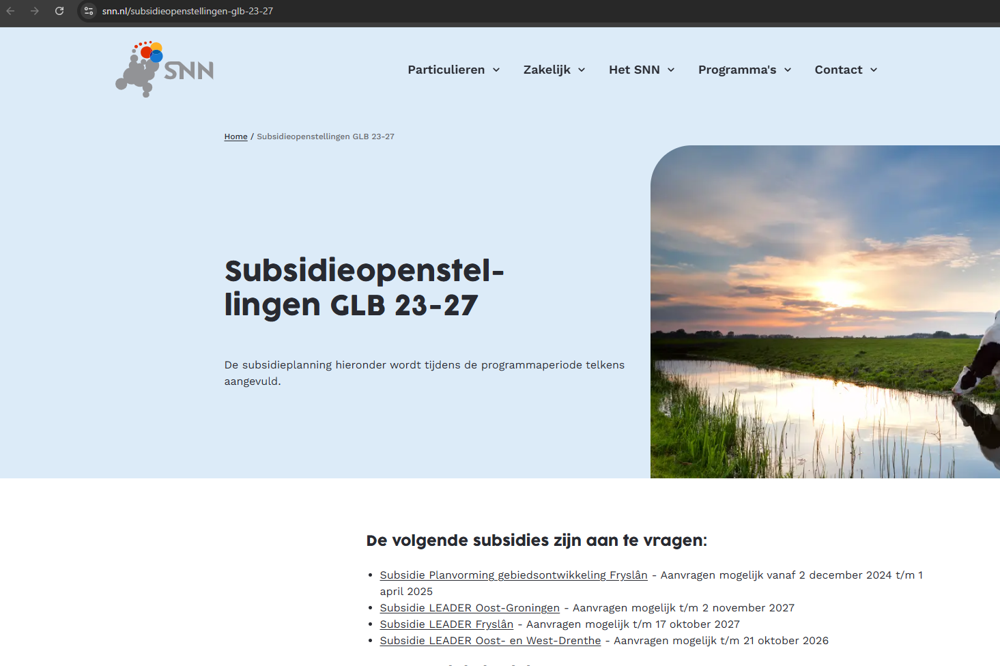 snn.nl/subsidieopenstellingen-glb-23-27
SNN
Particulieren
Zakelijk
Het SNN
Programma's
Contact
Home / Subsidieopenstellingen GLB 23-27
Subsidieopenstel-
lingen GLB 23-27
De subsidieplanning hieronder wordt tijdens de programmaperiode telkens
aangevuld.
De volgende subsidies zijn aan te vragen:
• Subsidie Planvorming gebiedsontwikkeling Fryslân - Aanvragen mogelijk vanaf 2 december 2024 t/m 1
april 2025
• Subsidie LEADER Oost-Groningen - Aanvragen mogelijk t/m 2 november 2027
• Subsidie LEADER Fryslân - Aanvragen mogelijk t/m 17 oktober 2027
• Subsidie LEADER Oost- en West-Drenthe - Aanvragen mogelijk t/m 21 oktober 2026